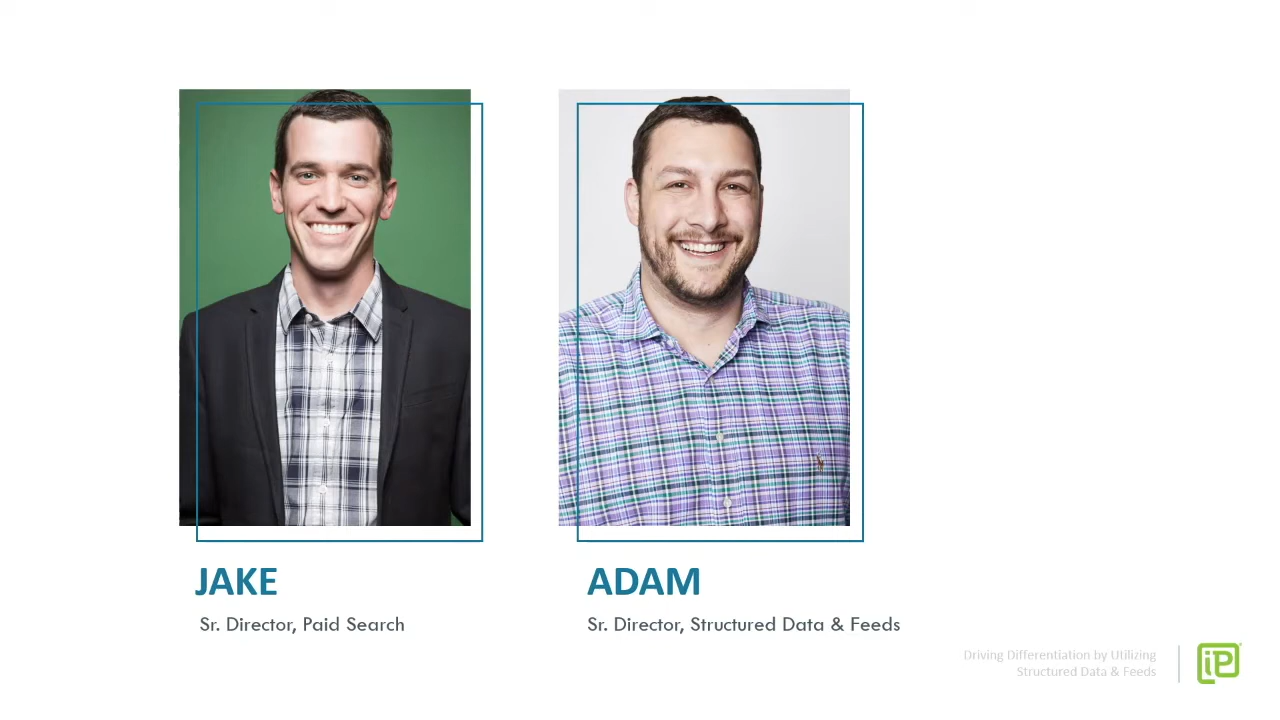 JAKE
Sr. Director, Paid Search
ADAM
Sr. Director, Structured Data & Feeds
Driving Differentiation by Utilizing
Structured Data & Feeds
iP